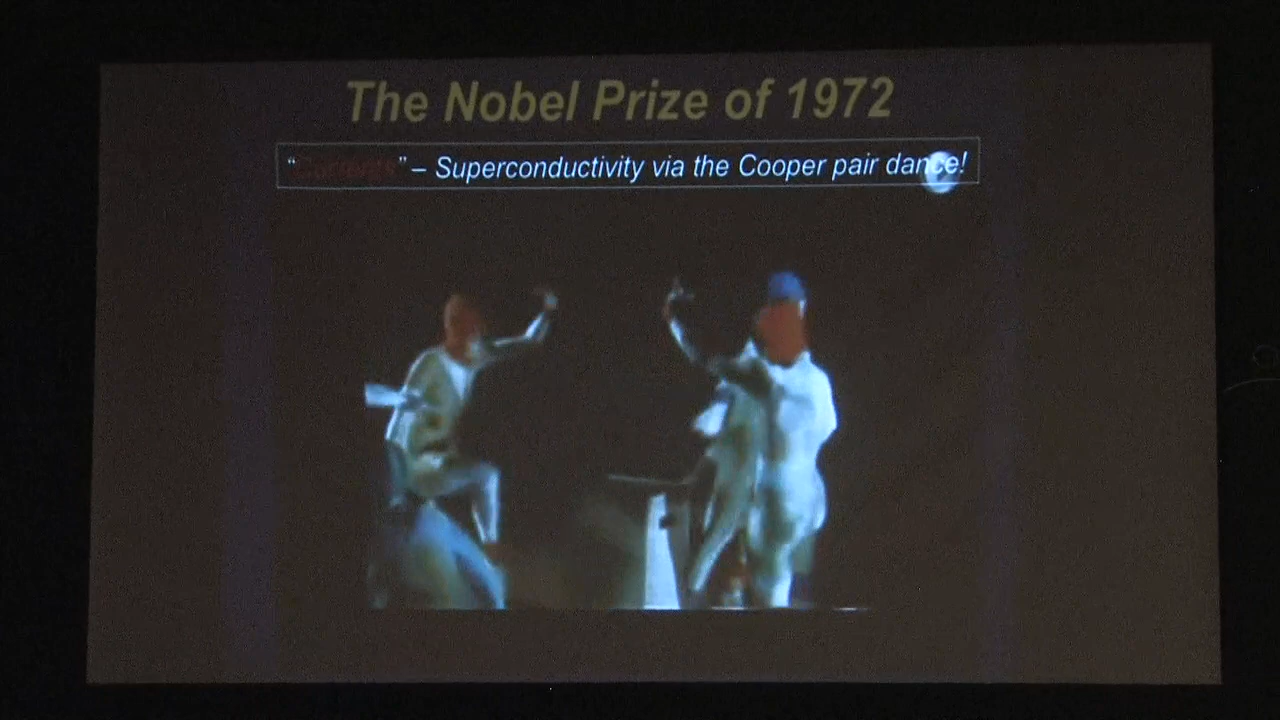 The Nobel Prize of 1972
“ ” – Superconductivity via the Cooper pair dance!